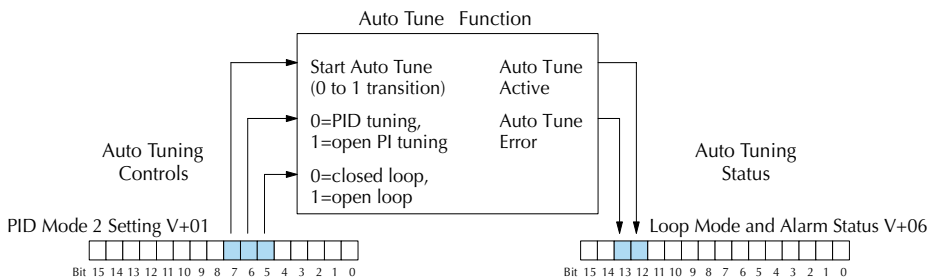 Auto Tune Function
Start Auto Tune
(0 to 1 transition)
0=PID tuning,
1=open PI tuning
0=closed loop,
1=open loop
Auto Tune
Active
Auto Tune
Error
Auto Tuning
Controls
Auto Tuning
Status
PID Mode 2 Setting V+01
Bit 15 14 13 12 11 10 9 8 7 6 5 4 3 2 1 0
Loop Mode and Alarm Status V+06
Bit 15 14 13 12 11 10 9 8 7 6 5 4 3 2 1 0